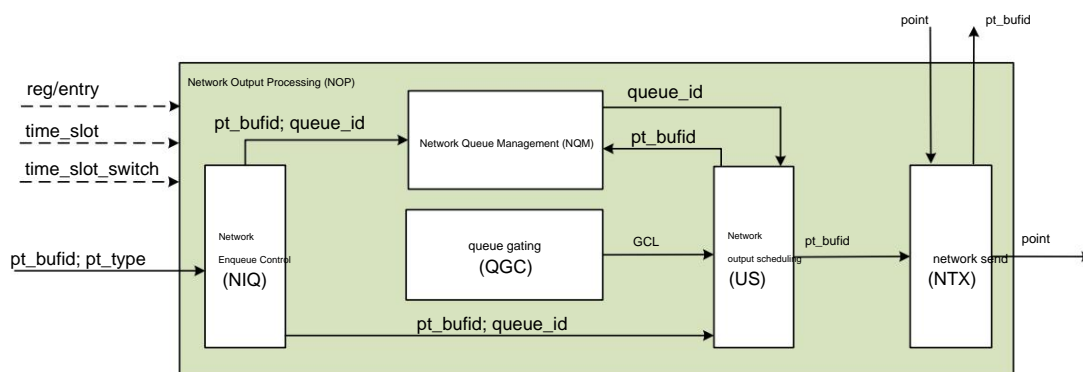 point
pt_bufid
Network Output Processing (NOP)
reg/entry
time_slot
time_slot_switch
pt_bufid; pt_type
pt_bufid; queue_id
Network
Enqueue Control
(NIQ)
Network Queue Management (NQM)
queue_id
pt_bufid
queue gating
(QGC)
GCL
Network
output scheduling
(US)
pt_bufid; queue_id
pt_bufid
network send
(NTX)
point